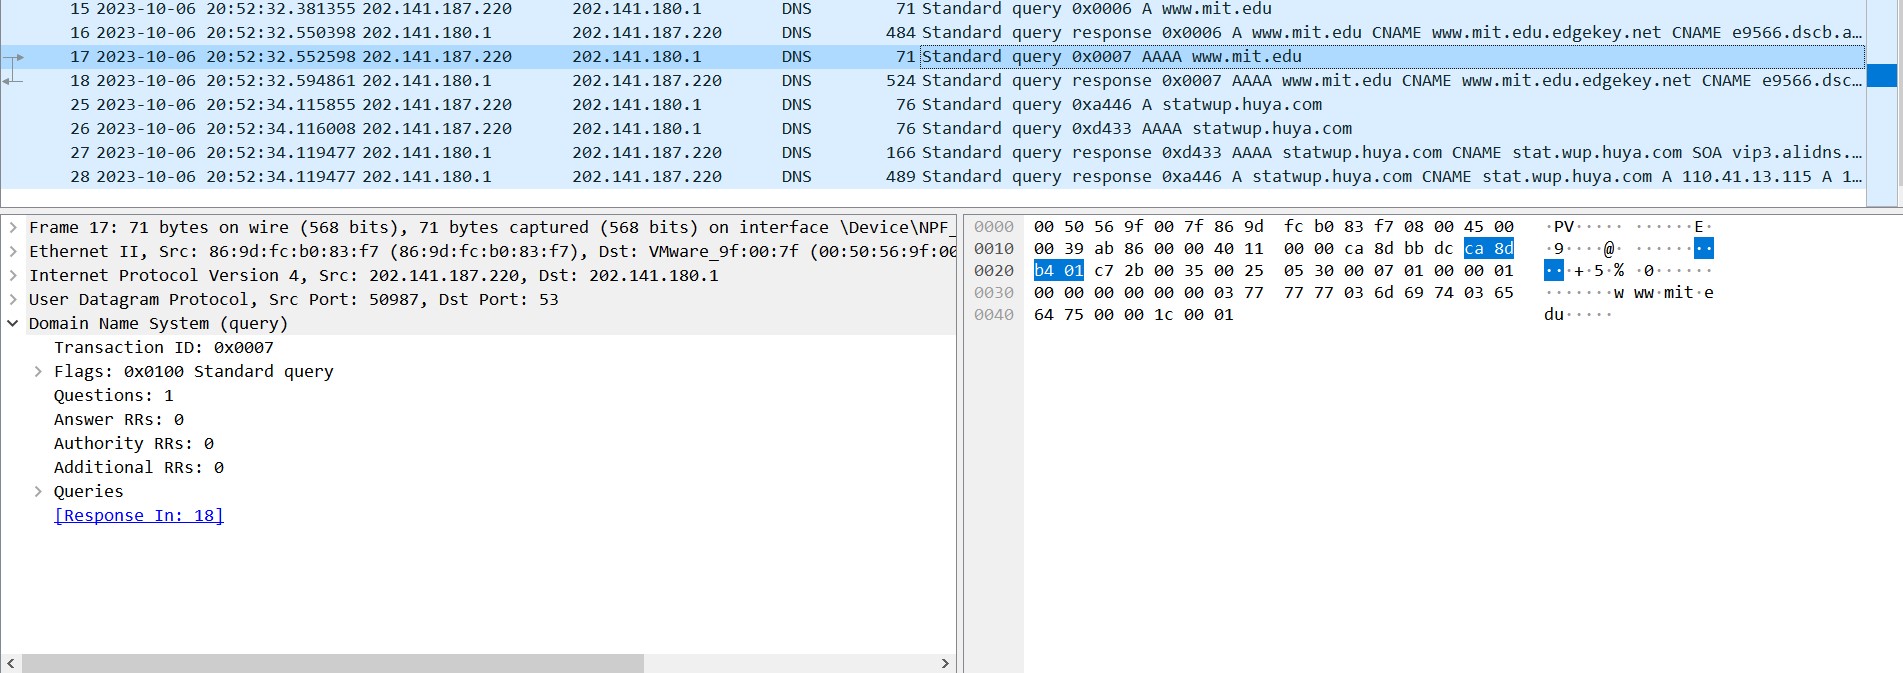 15 2023-10-06 20:52:32.381355 202.141.187.220 202.141.180.1 DNS 71 Standard query 0x0006 A www.mit.edu
16 2023-10-06 20:52:32.550398 202.141.180.1 202.141.187.220 DNS 484 Standard query response 0x0006 A www.mit.edu CNAME www.mit.edu.edgekey.net CNAME e9566.dscb.a…
17 2023-10-06 20:52:32.552598 202.141.187.220 202.141.180.1 DNS 71 Standard query 0x0007 AAAA www.mit.edu
18 2023-10-06 20:52:32.594861 202.141.180.1 202.141.187.220 DNS 524 Standard query response 0x0007 AAAA www.mit.edu CNAME www.mit.edu.edgekey.net CNAME e9566.dsc…
25 2023-10-06 20:52:34.115855 202.141.187.220 202.141.180.1 DNS 76 Standard query 0xa446 A statwup.huya.com
26 2023-10-06 20:52:34.116008 202.141.187.220 202.141.180.1 DNS 76 Standard query 0xd433 AAAA statwup.huya.com
27 2023-10-06 20:52:34.119477 202.141.180.1 202.141.187.220 DNS 166 Standard query response 0xd433 AAAA statwup.huya.com CNAME stat.wup.huya.com SOA vip3.alidns.…
28 2023-10-06 20:52:34.119477 202.141.180.1 202.141.187.220 DNS 489 Standard query response 0xa446 A statwup.huya.com CNAME stat.wup.huya.com A 110.41.13.115 A 1…
Frame 17: 71 bytes on wire (568 bits), 71 bytes captured (568 bits) on interface \Device\NPF_
Ethernet II, Src: 86:9d:fc:b0:83:f7 (86:9d:fc:b0:83:f7), Dst: VMware_9f:00:7f (00:50:56:9f:00
Internet Protocol Version 4, Src: 202.141.187.220, Dst: 202.141.180.1
User Datagram Protocol, Src Port: 50987, Dst Port: 53
Domain Name System (query)
Transaction ID: 0x0007
Flags: 0x0100 Standard query
Questions: 1
Answer RRs: 0
Authority RRs: 0
Additional RRs: 0
Queries
[Response In: 18]
0000 00 50 56 9f 00 7f 86 9d fc b0 83 f7 08 00 45 00 ·PV····· ······E·
0010 00 39 ab 86 00 00 40 11 00 00 ca 8d bb dc ca 8d ·9····@· ········
0020 b4 01 c7 2b 00 35 00 25 05 30 00 07 01 00 00 01 ···+·5·% ·0······
0030 00 00 00 00 00 00 03 77 77 77 03 6d 69 74 03 65 ·······w ww·mit·e
0040 64 75 00 00 1c 00 01 du·····